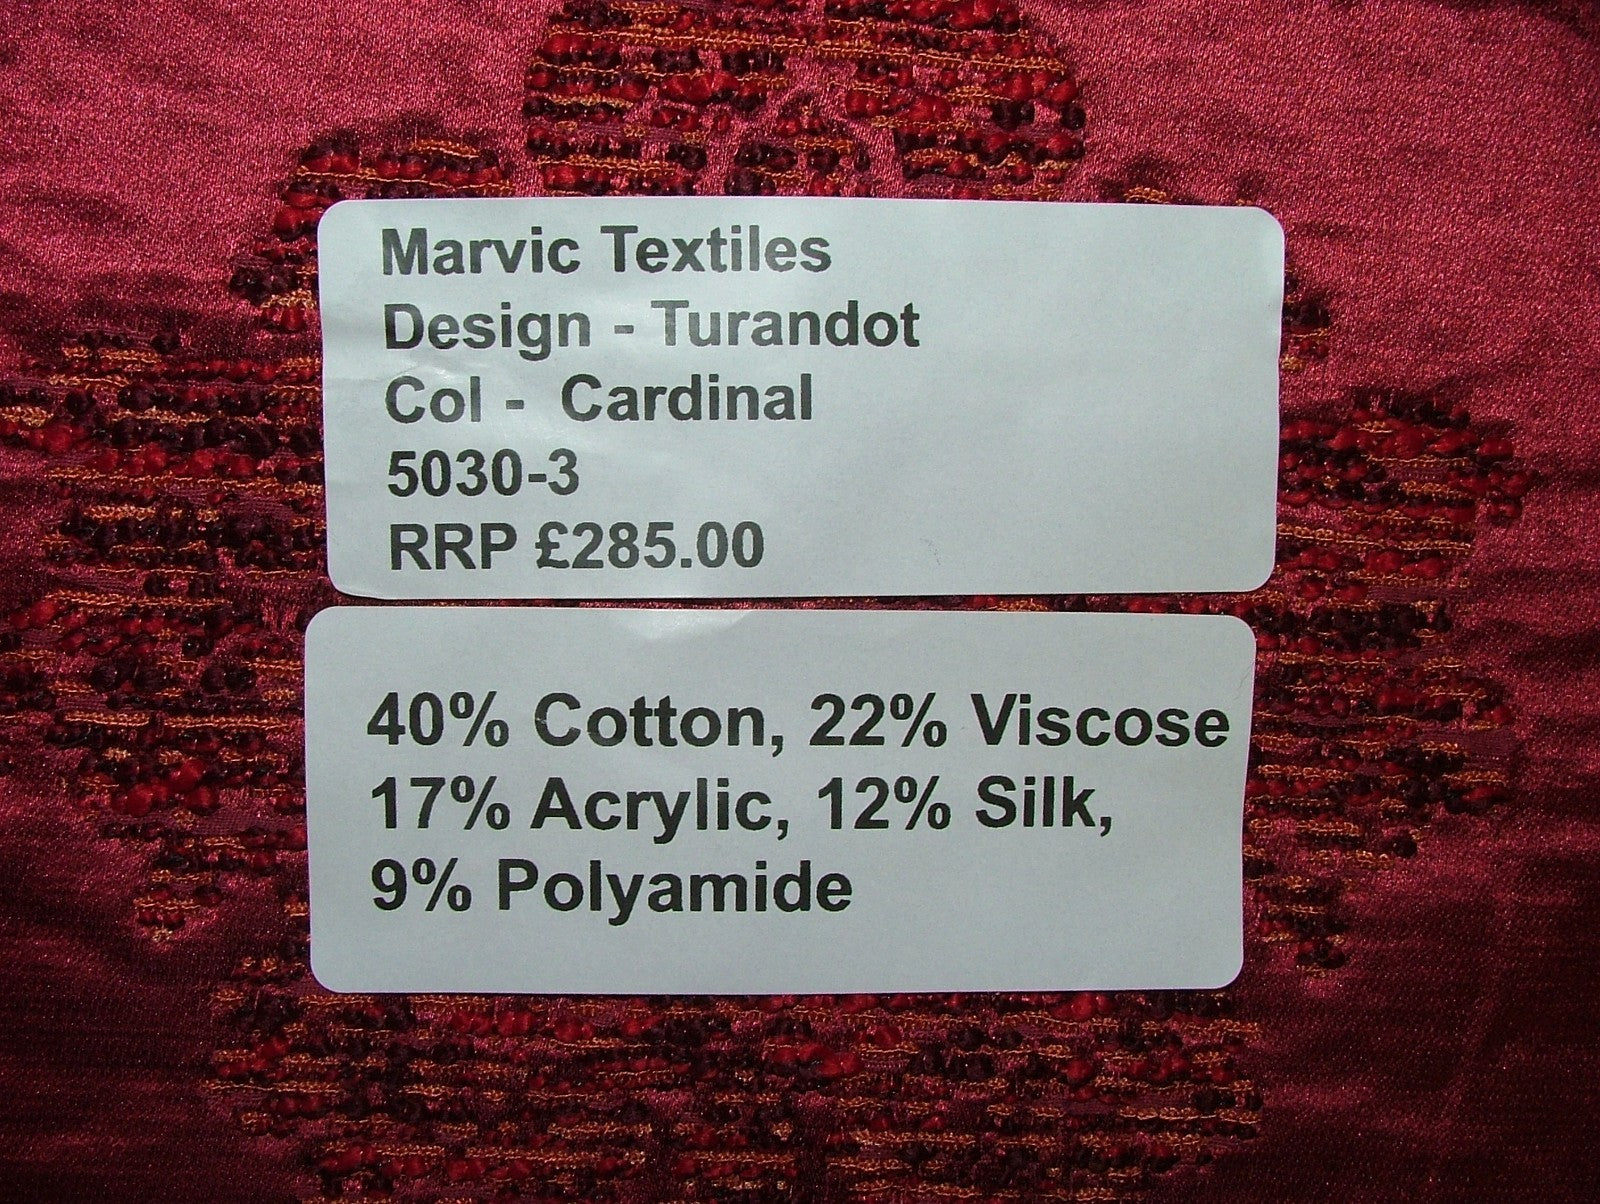 Marvic Textiles
Design - Turandot
Col - Cardinal
5030-3
RRP £285.00
40% Cotton, 22% Viscose
17% Acrylic, 12% Silk,
9% Polyamide